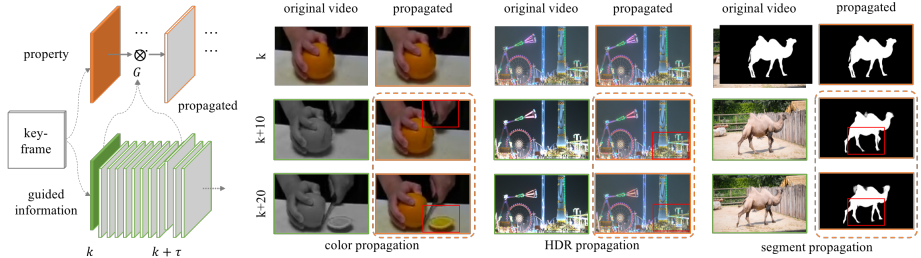 property
...
...
...
...
G
propagated
key-
frame
guided
information
k
k + τ
original video
propagated
k
k+10
k+20
color propagation
original video
propagated
HDR propagation
original video
propagated
segment propagation